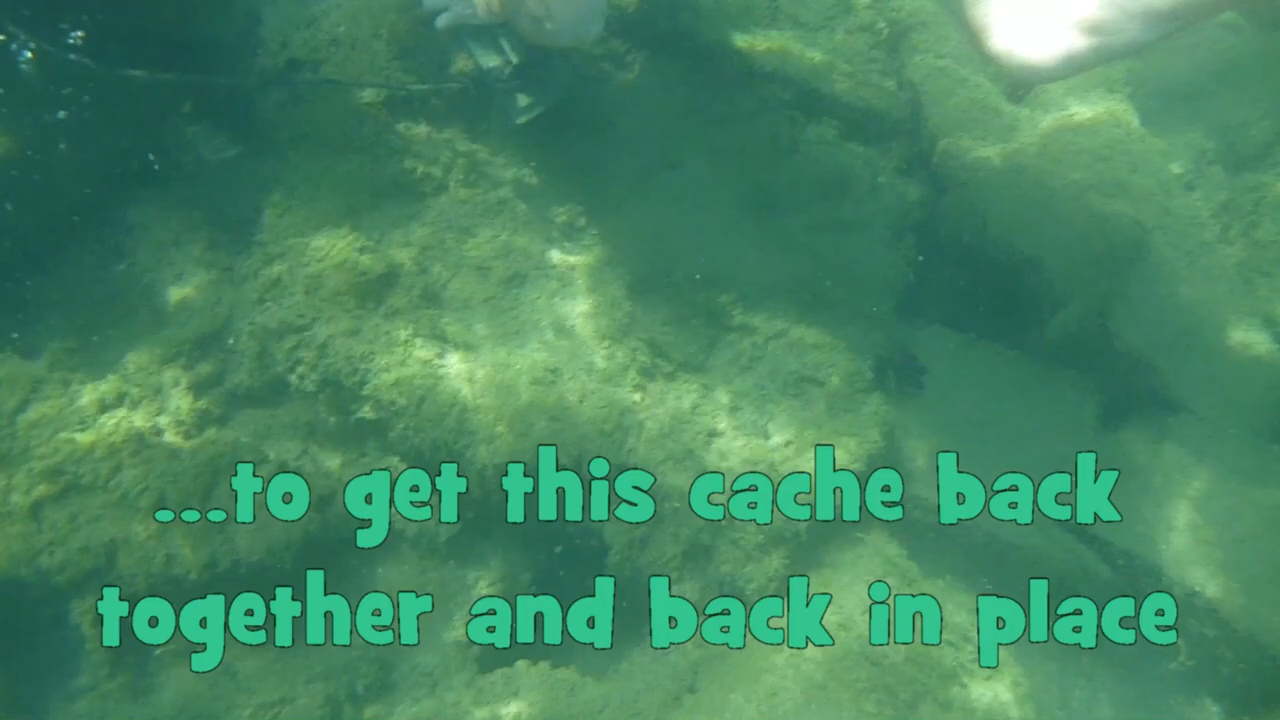 ...to get this cache back
together and back in place